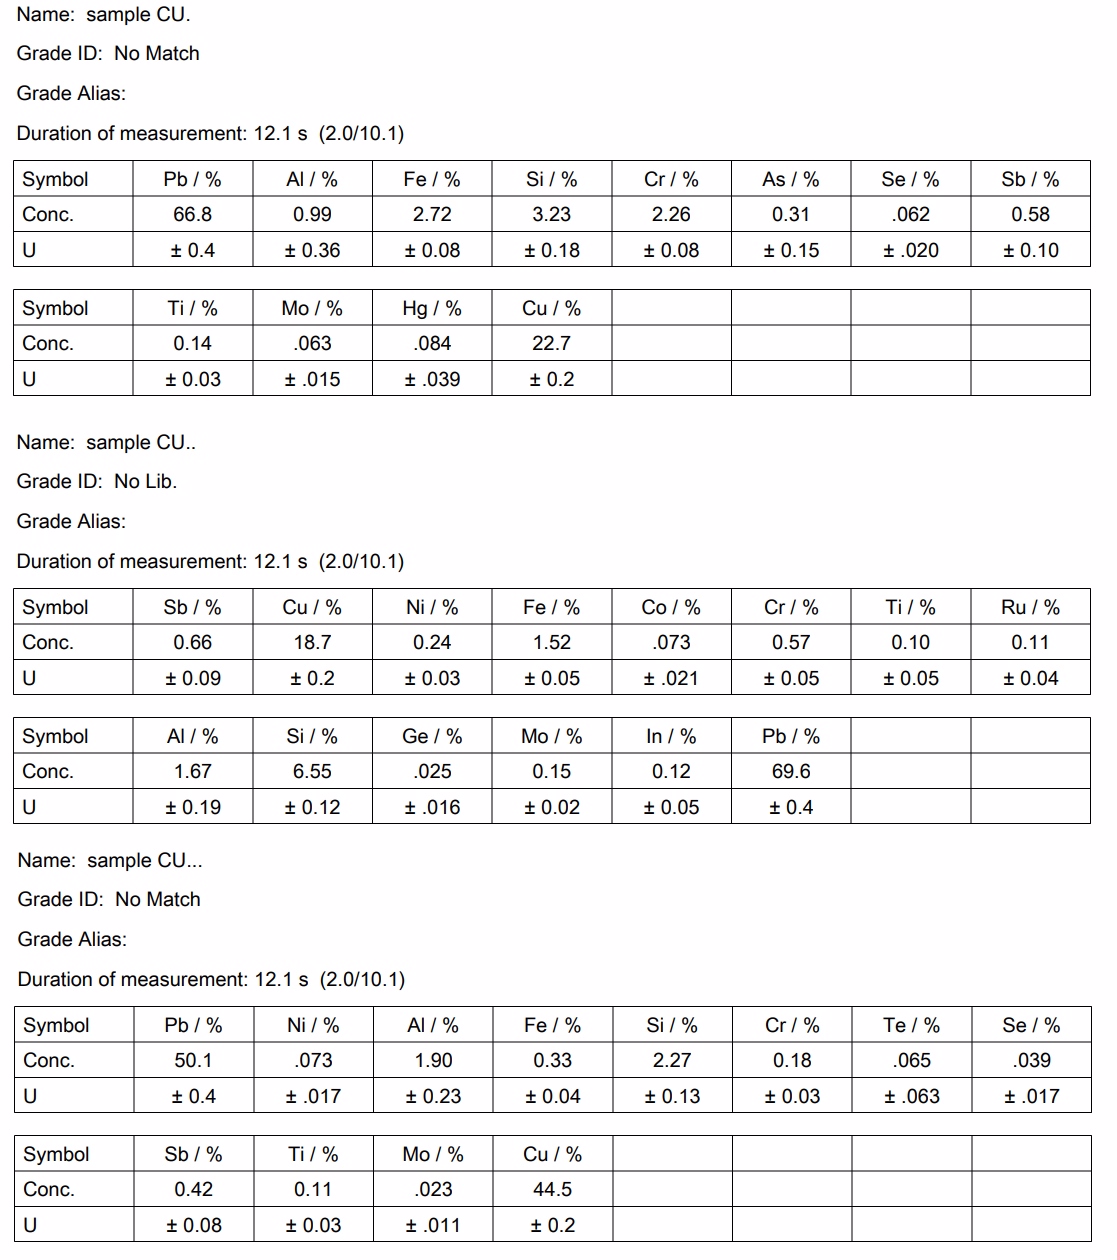 Name: sample CU.
Grade ID: No Match
Grade Alias:
Duration of measurement: 12.1 s (2.0/10.1)
Symbol Pb / % Al / % Fe / % Si / % Cr / % As / % Se / % Sb / %
Conc. 66.8 0.99 2.72 3.23 2.26 0.31 .062 0.58
U ± 0.4 ± 0.36 ± 0.08 ± 0.18 ± 0.08 ± 0.15 ± .020 ± 0.10
Symbol Ti / % Mo / % Hg / % Cu / %
Conc. 0.14 .063 .084 22.7
U ± 0.03 ± .015 ± .039 ± 0.2
Name: sample CU..
Grade ID: No Lib.
Grade Alias:
Duration of measurement: 12.1 s (2.0/10.1)
Symbol Sb / % Cu / % Ni / % Fe / % Co / % Cr / % Ti / % Ru / %
Conc. 0.66 18.7 0.24 1.52 .073 0.57 0.10 0.11
U ± 0.09 ± 0.2 ± 0.03 ± 0.05 ± .021 ± 0.05 ± 0.05 ± 0.04
Symbol Al / % Si / % Ge / % Mo / % In / % Pb / %
Conc. 1.67 6.55 .025 0.15 0.12 69.6
U ± 0.19 ± 0.12 ± .016 ± 0.02 ± 0.05 ± 0.4
Name: sample CU...
Grade ID: No Match
Grade Alias:
Duration of measurement: 12.1 s (2.0/10.1)
Symbol Pb / % Ni / % Al / % Fe / % Si / % Cr / % Te / % Se / %
Conc. 50.1 .073 1.90 0.33 2.27 0.18 .065 .039
U ± 0.4 ± .017 ± 0.23 ± 0.04 ± 0.13 ± 0.03 ± .063 ± .017
Symbol Sb / % Ti / % Mo / % Cu / %
Conc. 0.42 0.11 .023 44.5
U ± 0.08 ± 0.03 ± .011 ± 0.2